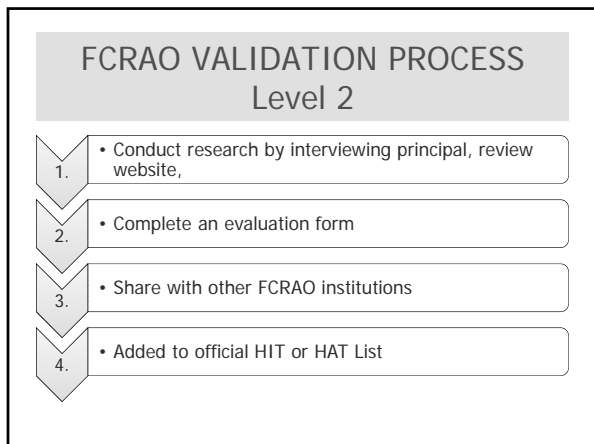 FCRAO VALIDATION PROCESS
Level 2
1.
• Conduct research by interviewing principal, review
website,
2.
• Complete an evaluation form
3.
• Share with other FCRAO institutions
4.
• Added to official HIT or HAT List